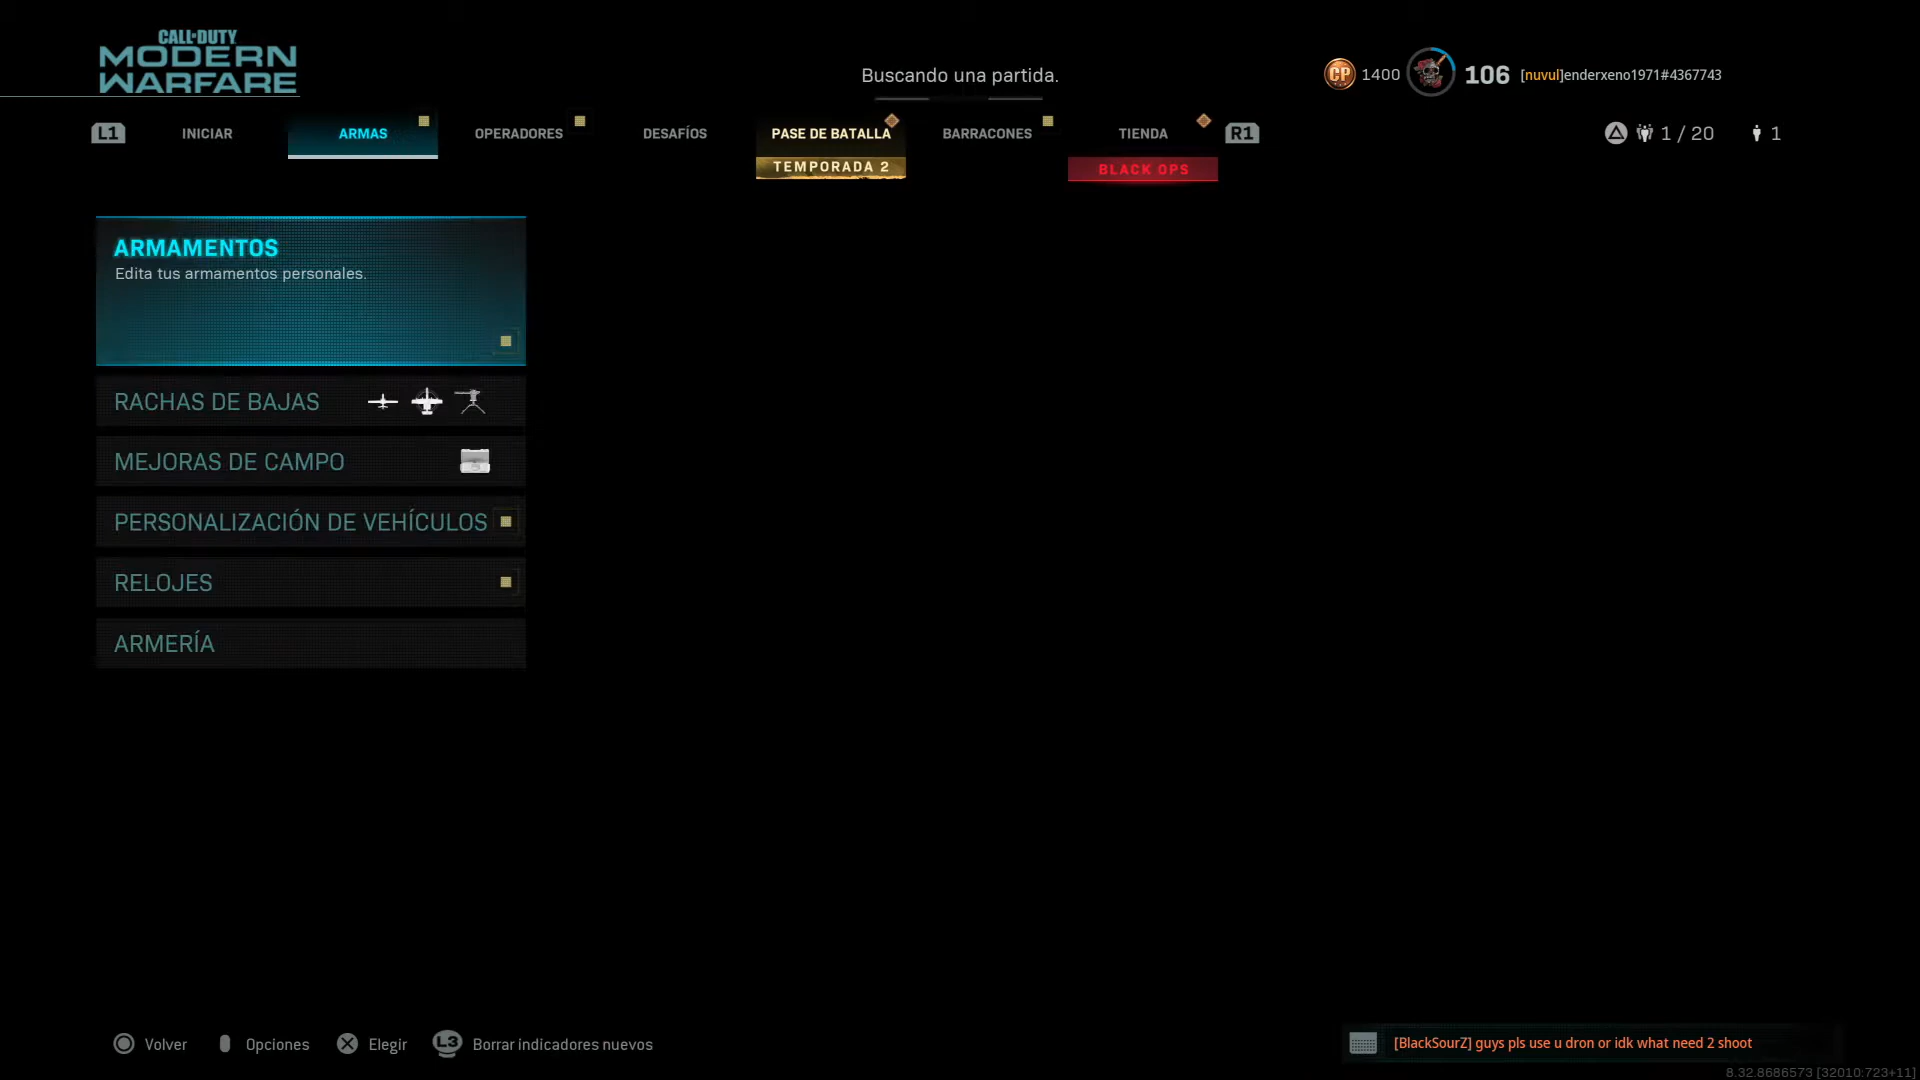 CALL OF DUTY
MODERN
WARFARE
Buscando una partida.
CP 1400 106 [nuvul]enderxeno1971#4367743
L1 INICIAR ARMAS OPERADORES DESAFÍOS PASE DE BATALLA BARRACONES TIENDA R1 1 / 20 1
TEMPORADA 2 BLACK OPS
ARMAMENTOS
Edita tus armamentos personales.
RACHAS DE BAJAS
MEJORAS DE CAMPO
PERSONALIZACIÓN DE VEHÍCULOS
RELOJES
ARMERÍA
Volver Opciones Elegir L3 Borrar indicadores nuevos
[BlackSourZ] guys pls use u dron or idk what need 2 shoot
8.32.8686573 [32010:723+11]